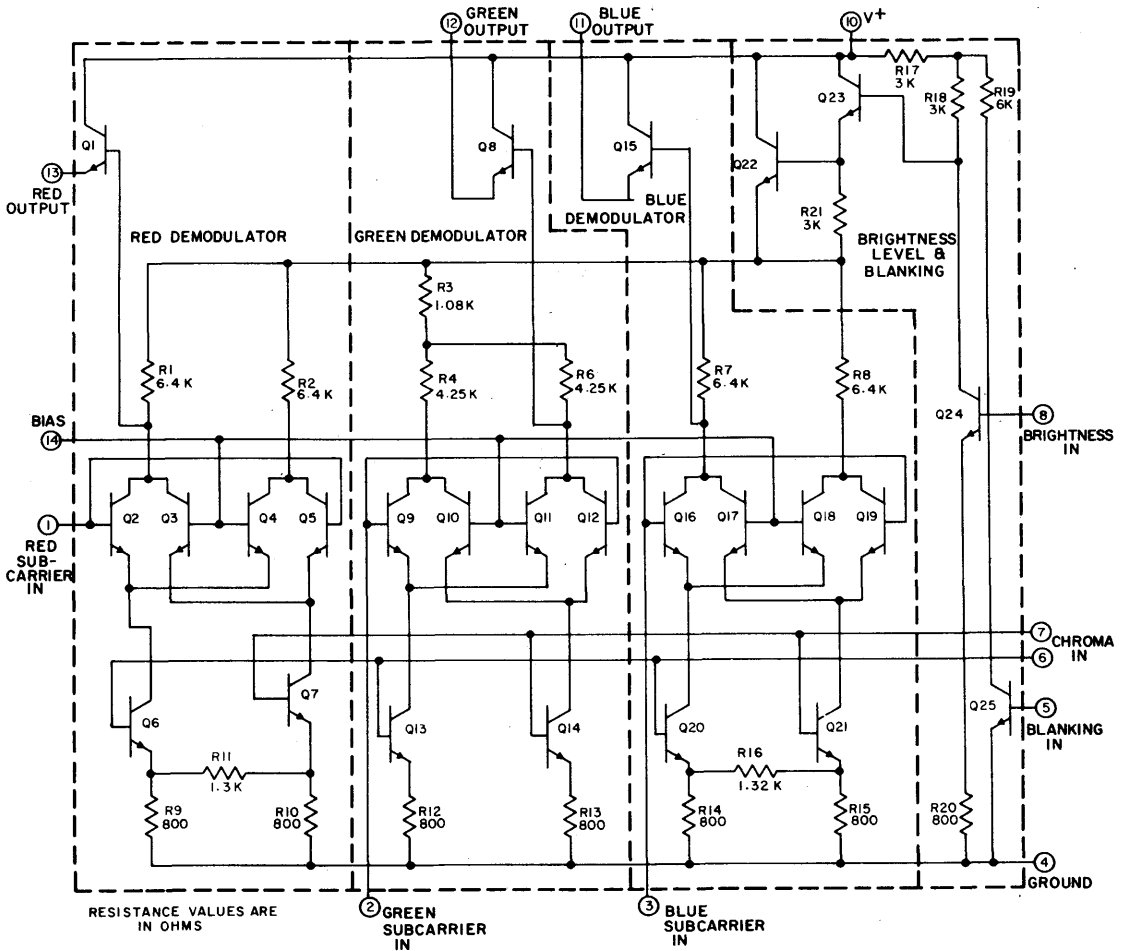 12 GREEN OUTPUT
11 BLUE OUTPUT
10 V+
R17
3K
R18
3K
R19
6K
Q23
Q1
Q8
Q15
Q22
13
RED
OUTPUT
BLUE
DEMODULATOR
R21
3K
RED DEMODULATOR
GREEN DEMODULATOR
BRIGHTNESS
LEVEL &
BLANKING
R3
1.08K
R1
6.4K
R2
6.4K
R4
4.25K
R6
4.25K
R7
6.4K
R8
6.4K
BIAS
14
Q24
8
BRIGHTNESS
IN
1
RED
SUB-
CARRIER
IN
Q2
Q3
Q4
Q5
Q9
Q10
Q11
Q12
Q16
Q17
Q18
Q19
7
CHROMA
IN
6
Q6
Q7
Q13
Q14
Q20
Q21
Q25
5
BLANKING
IN
R11
1.3K
R16
1.32K
R9
800
R10
800
R12
800
R13
800
R14
800
R15
800
R20
800
4
GROUND
RESISTANCE VALUES ARE
IN OHMS
2 GREEN
SUBCARRIER
IN
3 BLUE
SUBCARRIER
IN